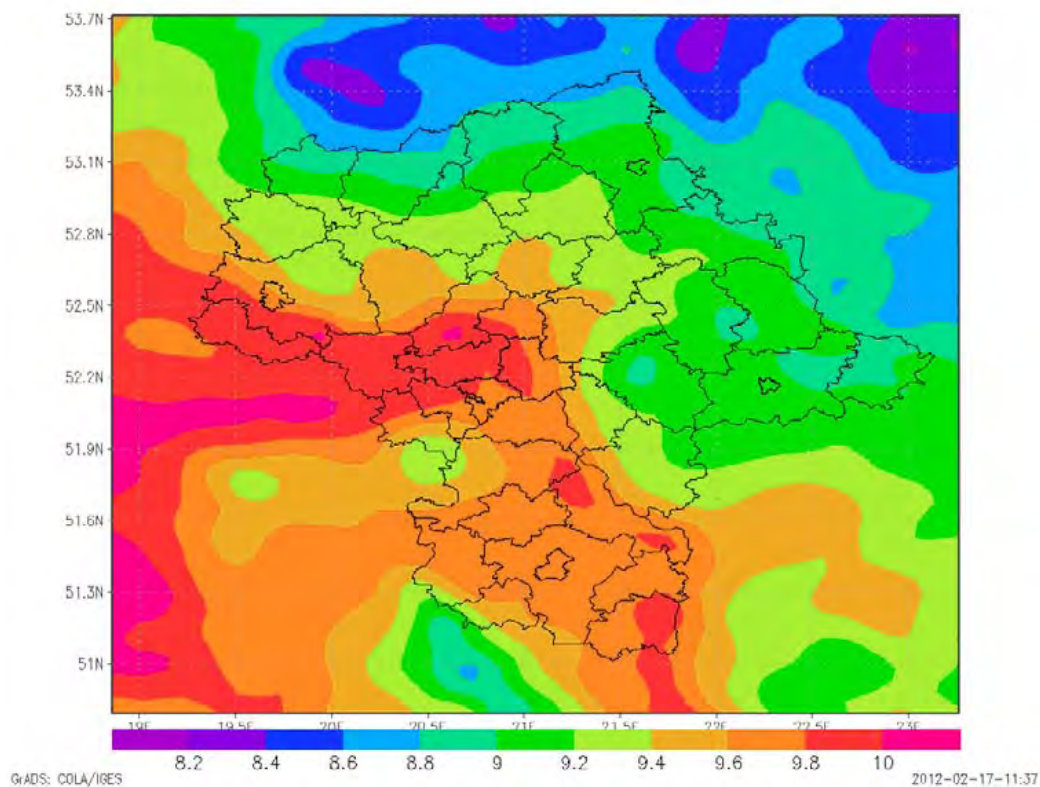 53.7N
53.4N
53.1N
52.8N
52.5N
52.2N
51.9N
51.6N
51.3N
51N
19E 19.5E 20E 20.5E 21E 21.5E 22E 22.5E 23E
8.2 8.4 8.6 8.8 9 9.2 9.4 9.6 9.8 10
GrADS: COLA/IGES 2012-02-17-11:37